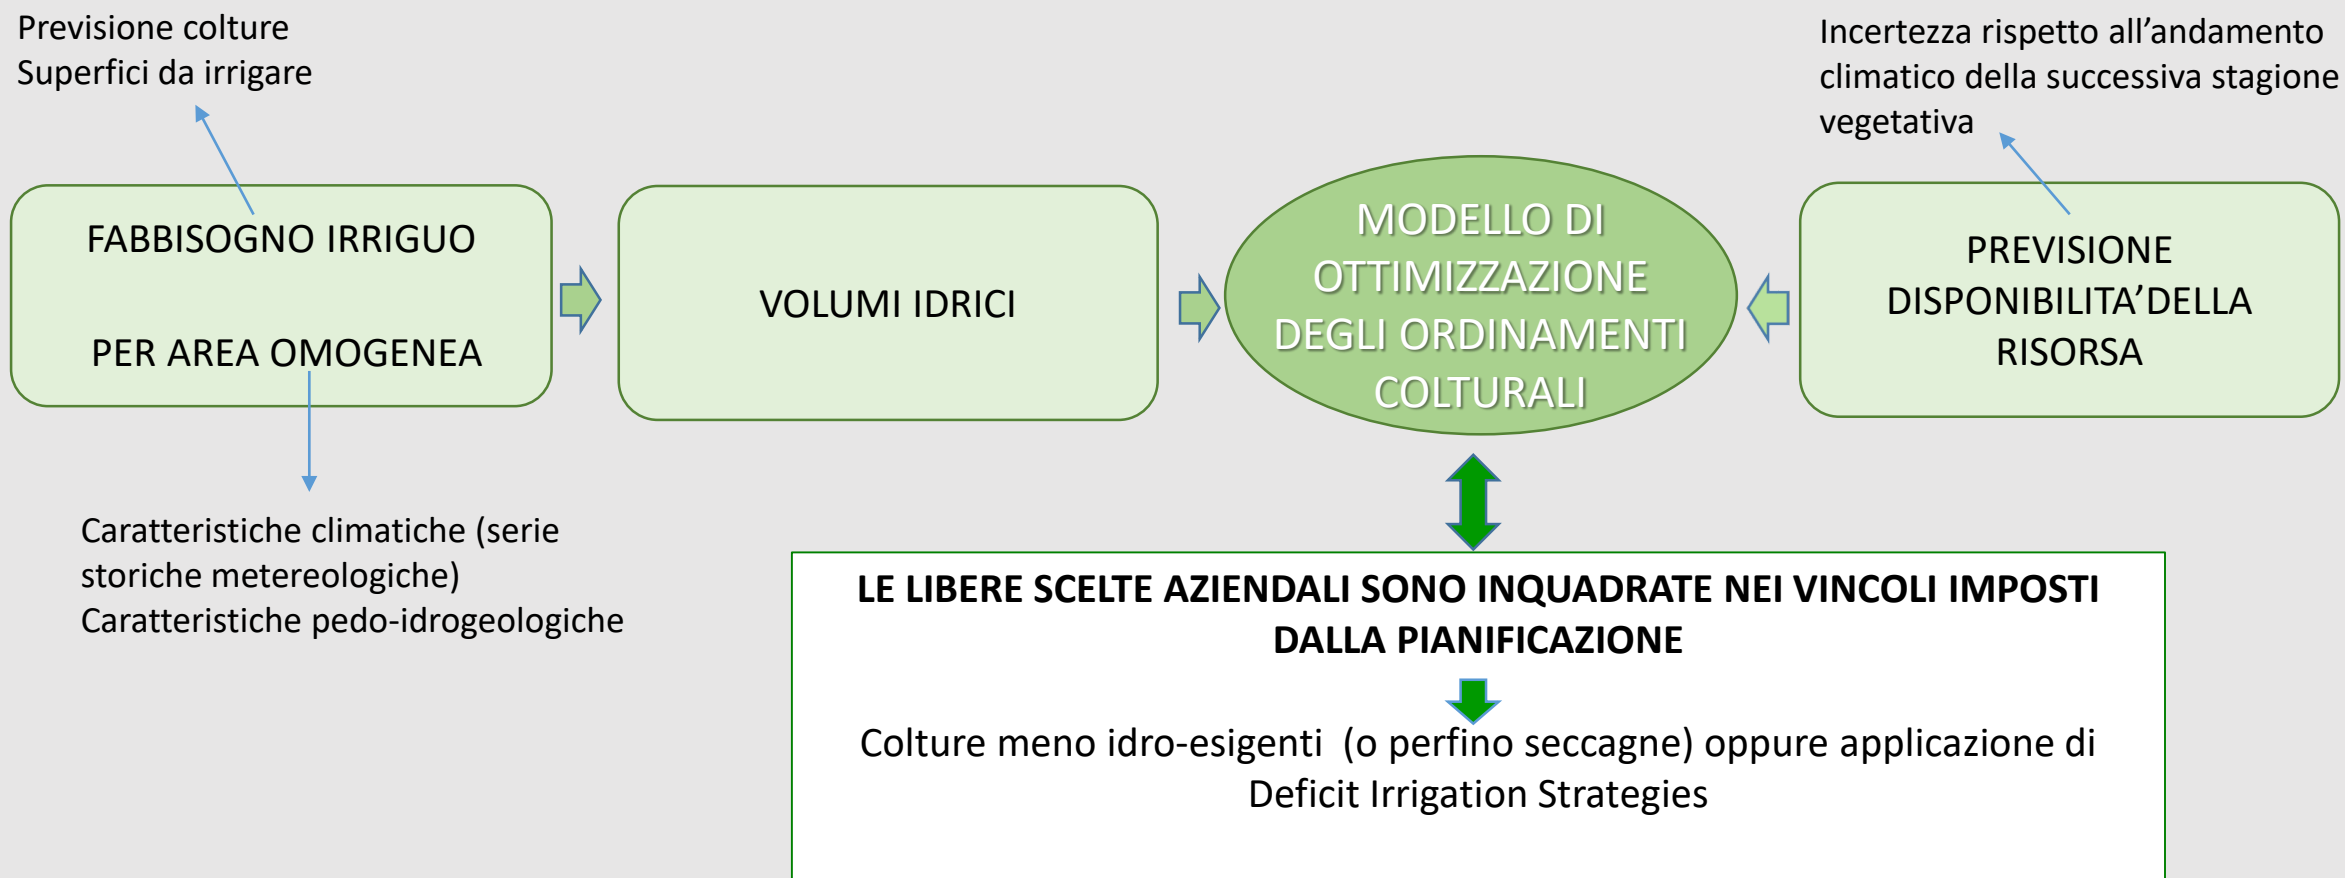 Previsione colture
Superfici da irrigare
Incertezza rispetto all’andamento
climatico della successiva stagione
vegetativa
FABBISOGNO IRRIGUO
PER AREA OMOGENEA
VOLUMI IDRICI
MODELLO DI
OTTIMIZZAZIONE
DEGLI ORDINAMENTI
COLTURALI
PREVISIONE
DISPONIBILITA’DELLA
RISORSA
Caratteristiche climatiche (serie
storiche metereologiche)
Caratteristiche pedo-idrogeologiche
LE LIBERE SCELTE AZIENDALI SONO INQUADRATE NEI VINCOLI IMPOSTI
DALLA PIANIFICAZIONE
Colture meno idro-esigenti (o perfino seccagne) oppure applicazione di
Deficit Irrigation Strategies